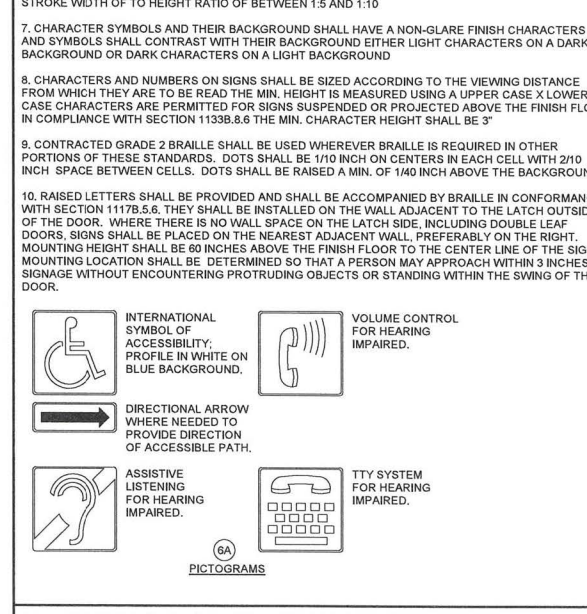 STROKE WIDTH OF TO HEIGHT RATIO OF BETWEEN 1:5 AND 1:10
7. CHARACTER SYMBOLS AND THEIR BACKGROUND SHALL HAVE A NON-GLARE FINISH CHARACTERS
AND SYMBOLS SHALL CONTRAST WITH THEIR BACKGROUND EITHER LIGHT CHARACTERS ON A DARK
BACKGROUND OR DARK CHARACTERS ON A LIGHT BACKGROUND
8. CHARACTERS AND NUMBERS ON SIGNS SHALL BE SIZED ACCORDING TO THE VIEWING DISTANCE
FROM WHICH THEY ARE TO BE READ THE MIN. HEIGHT IS MEASURED USING A UPPER CASE X LOWER
CASE CHARACTERS ARE PERMITTED FOR SIGNS SUSPENDED OR PROJECTED ABOVE THE FINISH FLO
IN COMPLIANCE WITH SECTION 1133B.8.6 THE MIN. CHARACTER HEIGHT SHALL BE 3"
9. CONTRACTED GRADE 2 BRAILLE SHALL BE USED WHEREVER BRAILLE IS REQUIRED IN OTHER
PORTIONS OF THESE STANDARDS. DOTS SHALL BE 1/10 INCH ON CENTERS IN EACH CELL WITH 2/10
INCH SPACE BETWEEN CELLS. DOTS SHALL BE RAISED A MIN. OF 1/40 INCH ABOVE THE BACKGROUN
10. RAISED LETTERS SHALL BE PROVIDED AND SHALL BE ACCOMPANIED BY BRAILLE IN CONFORMAN
WITH SECTION 1117B.5.6. THEY SHALL BE INSTALLED ON THE WALL ADJACENT TO THE LATCH OUTSID
OF THE DOOR. WHERE THERE IS NO WALL SPACE ON THE LATCH SIDE, INCLUDING DOUBLE LEAF
DOORS, SIGNS SHALL BE PLACED ON THE NEAREST ADJACENT WALL, PREFERABLY ON THE RIGHT.
MOUNTING HEIGHT SHALL BE 60 INCHES ABOVE THE FINISH FLOOR TO THE CENTER LINE OF THE SIG
MOUNTING LOCATION SHALL BE DETERMINED SO THAT A PERSON MAY APPROACH WITHIN 3 INCHES
SIGNAGE WITHOUT ENCOUNTERING PROTRUDING OBJECTS OR STANDING WITHIN THE SWING OF TH
DOOR.
INTERNATIONAL
SYMBOL OF
ACCESSIBILITY;
PROFILE IN WHITE ON
BLUE BACKGROUND.
VOLUME CONTROL
FOR HEARING
IMPAIRED.
DIRECTIONAL ARROW
WHERE NEEDED TO
PROVIDE DIRECTION
OF ACCESSIBLE PATH.
ASSISTIVE
LISTENING
FOR HEARING
IMPAIRED.
TTY SYSTEM
FOR HEARING
IMPAIRED.
6A
PICTOGRAMS